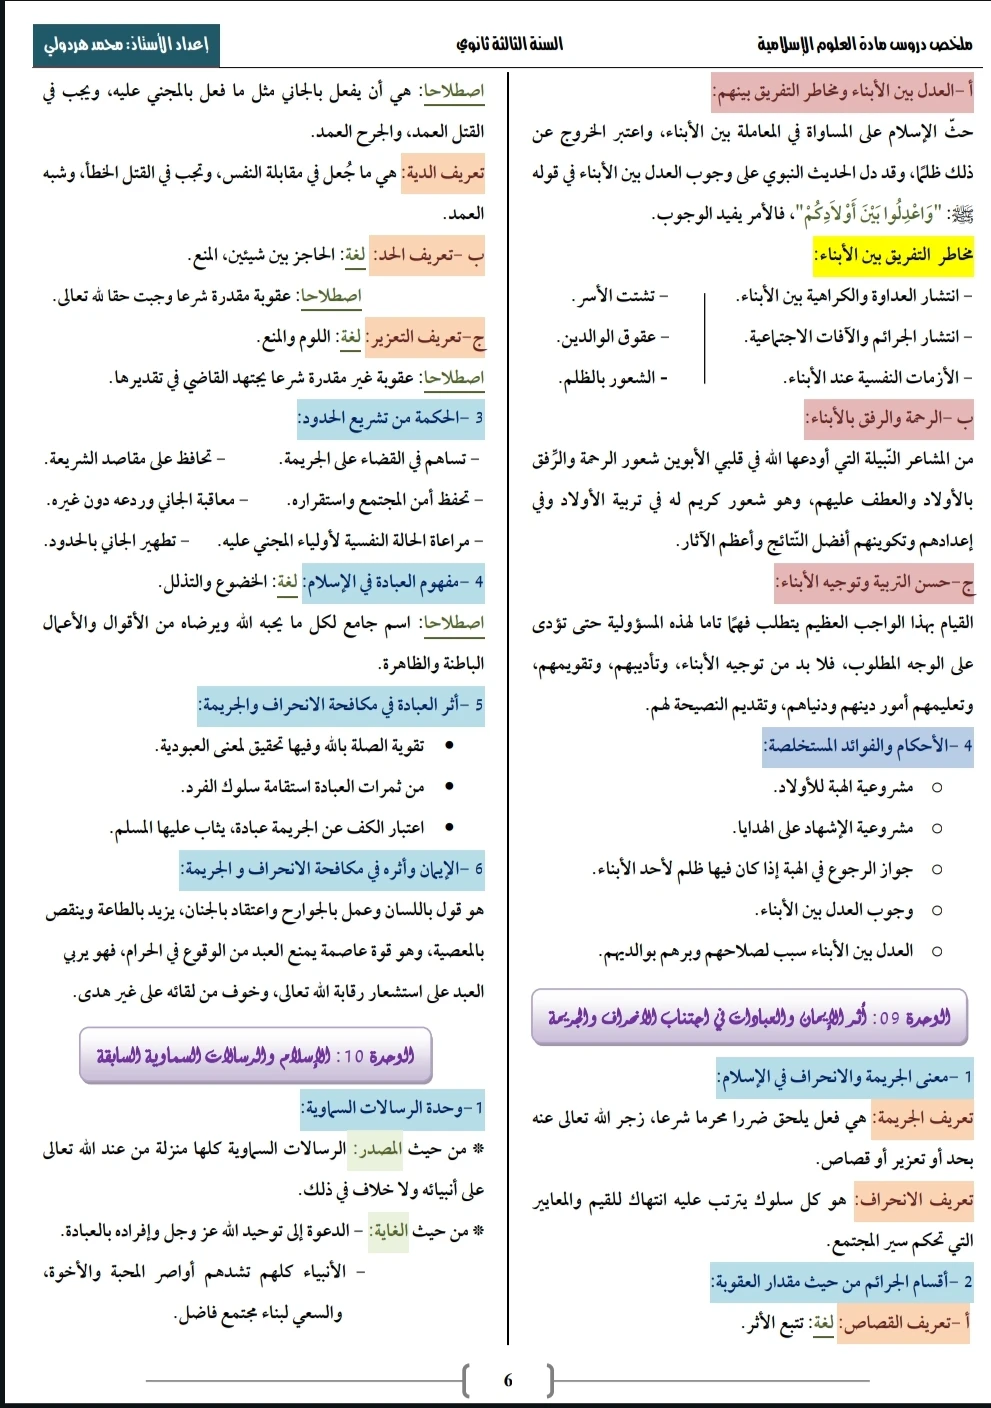 ملخص دروس مادة العلوم الإسلامية
السنة الثالثة ثانوي
إعداد الأستاذ: محمد هردولي
أ -العدل بين الأبناء ومخاطر التفريق بينهم:
حثّ الإسلام على المساواة في المعاملة بين الأبناء، واعتبر الخروج عن
ذلك ظلمًا، وقد دل الحديث النبوي على وجوب العدل بين الأبناء في قوله
ﷺ: "وَاعْدِلُوا بَيْنَ أَوْلاَدِكُمْ"، فالأمر يفيد الوجوب.
مخاطر التفريق بين الأبناء:
- انتشار العداوة والكراهية بين الأبناء.
- انتشار الجرائم والآفات الاجتماعية.
- الأزمات النفسية عند الأبناء.
- تشتت الأسر.
- عقوق الوالدين.
- الشعور بالظلم.
ب -الرحمة والرفق بالأبناء:
من المشاعر النّبيلة التي أودعها الله في قلبي الأبوين شعور الرحمة والرِّفق
بالأولاد والعطف عليهم، وهو شعور كريم له في تربية الأولاد وفي
إعدادهم وتكوينهم أفضل النّتائج وأعظم الآثار.
ج-حسن التربية وتوجيه الأبناء:
القيام بهذا الواجب العظيم يتطلب فهمًا تاما لهذه المسؤولية حتى تؤدى
على الوجه المطلوب، فلا بد من توجيه الأبناء، وتأديبهم، وتقويمهم،
وتعليمهم أمور دينهم ودنياهم، وتقديم النصيحة لهم.
4 -الأحكام والفوائد المستخلصة:
○ مشروعية الهبة للأولاد.
○ مشروعية الإشهاد على الهدايا.
○ جواز الرجوع في الهبة إذا كان فيها ظلم لأحد الأبناء.
○ وجوب العدل بين الأبناء.
○ العدل بين الأبناء سبب لصلاحهم وبرهم بوالديهم.
الوحدة 09: أثر الإيمان والعبادات في اجتناب الانحراف والجريمة
1 -معنى الجريمة والانحراف في الإسلام:
تعريف الجريمة: هي فعل يلحق ضررا محرما شرعا، زجر الله تعالى عنه
بحد أو تعزير أو قصاص.
تعريف الانحراف: هو كل سلوك يترتب عليه انتهاك للقيم والمعايير
التي تحكم سير المجتمع.
2 -أقسام الجرائم من حيث مقدار العقوبة:
أ -تعريف القصاص: لغة: تتبع الأثر.
اصطلاحا: هي أن يفعل بالجاني مثل ما فعل بالمجني عليه، ويجب في
القتل العمد، والجرح العمد.
تعريف الدية: هي ما جُعل في مقابلة النفس، وتجب في القتل الخطأ، وشبه
العمد.
ب -تعريف الحد: لغة: الحاجز بين شيئين، المنع.
اصطلاحا: عقوبة مقدرة شرعا وجبت حقا لله تعالى.
ج-تعريف التعزير: لغة: اللوم والمنع.
اصطلاحا: عقوبة غير مقدرة شرعا يجتهد القاضي في تقديرها.
3 -الحكمة من تشريع الحدود:
- تساهم في القضاء على الجريمة. - تحافظ على مقاصد الشريعة.
- تحفظ أمن المجتمع واستقراره. - معاقبة الجاني وردعه دون غيره.
- مراعاة الحالة النفسية لأولياء المجني عليه. - تطهير الجاني بالحدود.
4 -مفهوم العبادة في الإسلام: لغة: الخضوع والتذلل.
اصطلاحا: اسم جامع لكل ما يحبه الله ويرضاه من الأقوال والأعمال
الباطنة والظاهرة.
5 -أثر العبادة في مكافحة الانحراف والجريمة:
• تقوية الصلة بالله وفيها تحقيق لمعنى العبودية.
• من ثمرات العبادة استقامة سلوك الفرد.
• اعتبار الكف عن الجريمة عبادة، يثاب عليها المسلم.
6 -الإيمان وأثره في مكافحة الانحراف و الجريمة:
هو قول باللسان وعمل بالجوارح واعتقاد بالجنان، يزيد بالطاعة وينقص
بالمعصية، وهو قوة عاصمة يمنع العبد من الوقوع في الحرام، فهو يربي
العبد على استشعار رقابة الله تعالى، وخوف من لقائه على غير هدى.
الوحدة 10: الإسلام والرسالات السماوية السابقة
1-وحدة الرسالات السماوية:
* من حيث المصدر: الرسالات السماوية كلها منزلة من عند الله تعالى
على أنبيائه ولا خلاف في ذلك.
* من حيث الغاية: - الدعوة إلى توحيد الله عز وجل وإفراده بالعبادة.
- الأنبياء كلهم تشدهم أواصر المحبة والأخوة،
والسعي لبناء مجتمع فاضل.
6